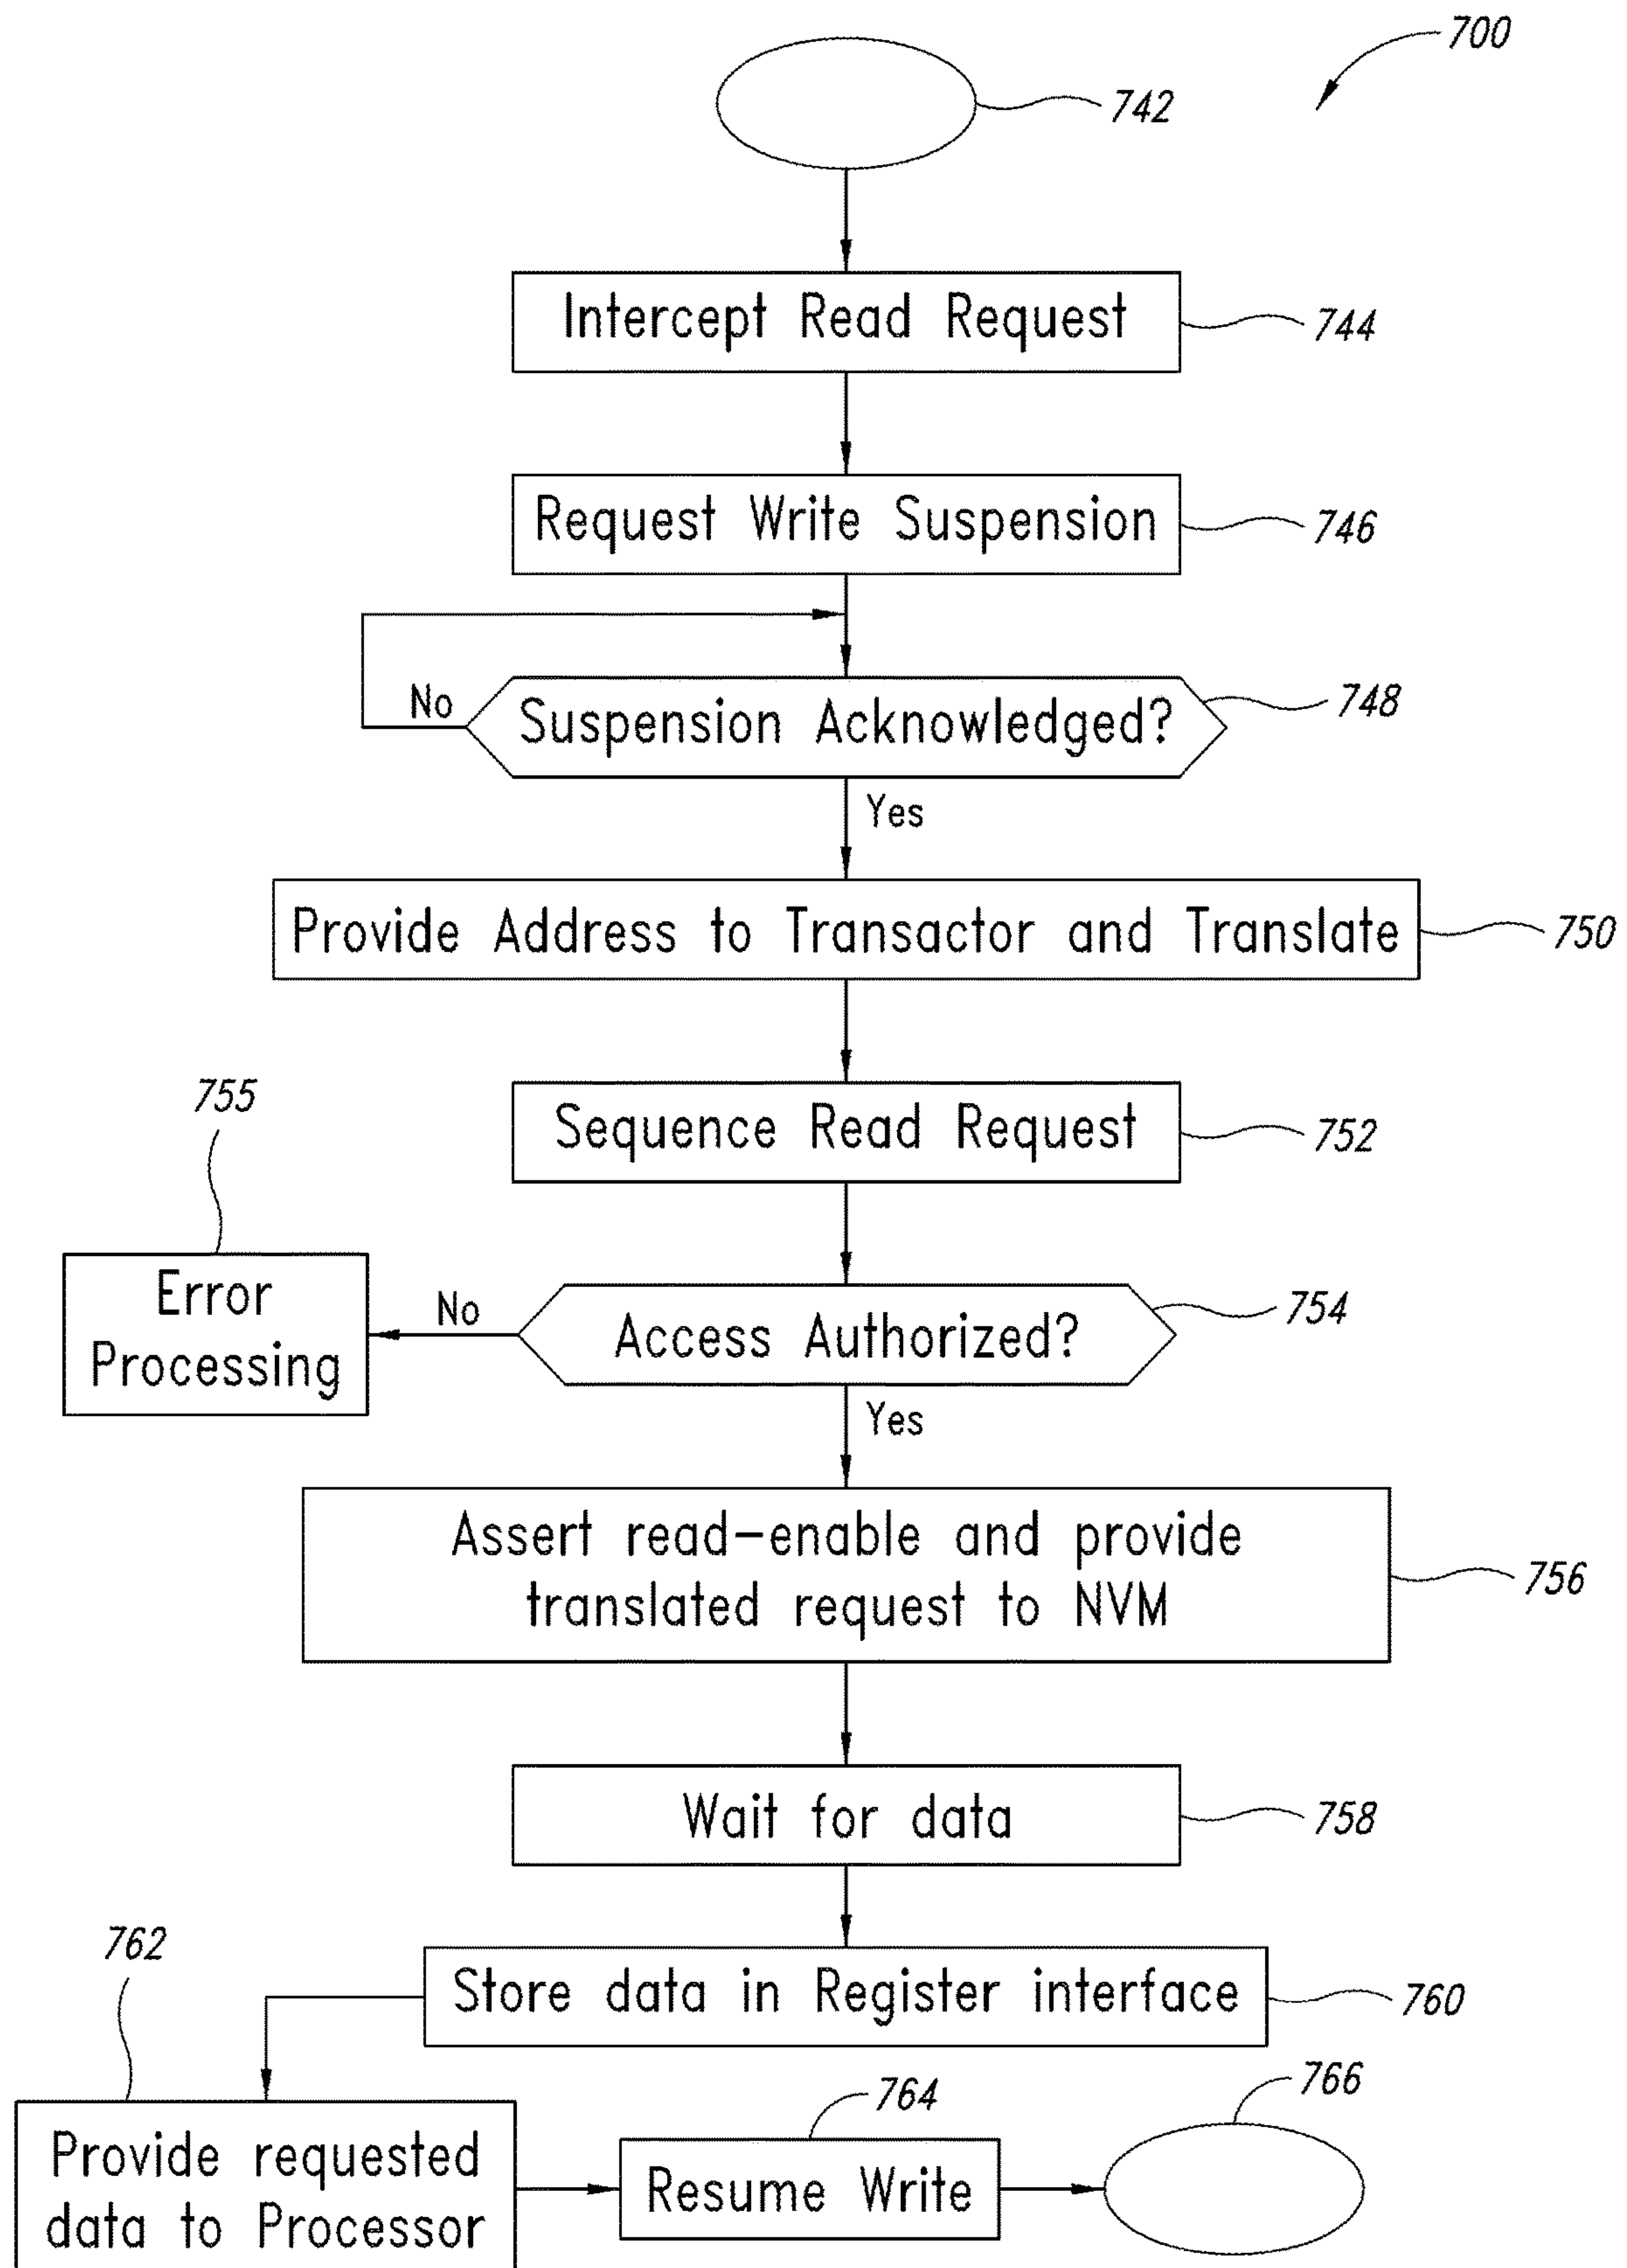 700
742
Intercept Read Request
744
Request Write Suspension
746
No
Suspension Acknowledged?
748
Yes
Provide Address to Transactor and Translate
750
755
Sequence Read Request
752
Error
Processing
No
Access Authorized?
754
Yes
Assert read-enable and provide
translated request to NVM
756
Wait for data
758
762
Store data in Register interface
760
764
766
Provide requested
data to Processor
Resume Write